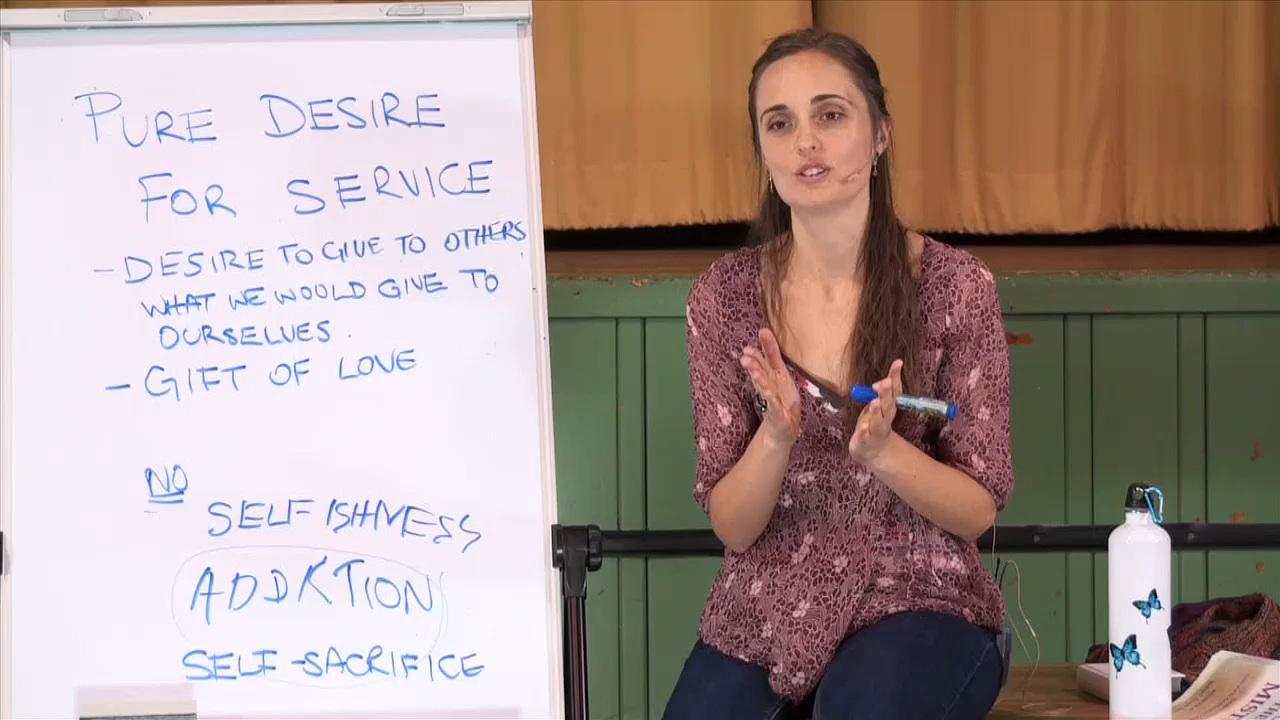 PURE DESIRE
FOR SERVICE
- DESIRE TO GIVE TO OTHERS
WHAT WE WOULD GIVE TO
OURSELVES.
- GIFT OF LOVE
NO
SELFISHNESS
ADDICTION
SELF-SACRIFICE